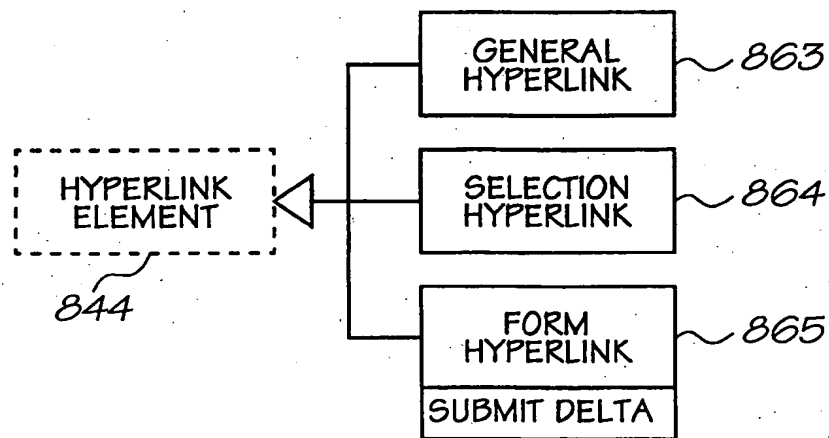 GENERAL
HYPERLINK
863
HYPERLINK
ELEMENT
844
SELECTION
HYPERLINK
864
FORM
HYPERLINK
865
SUBMIT DELTA